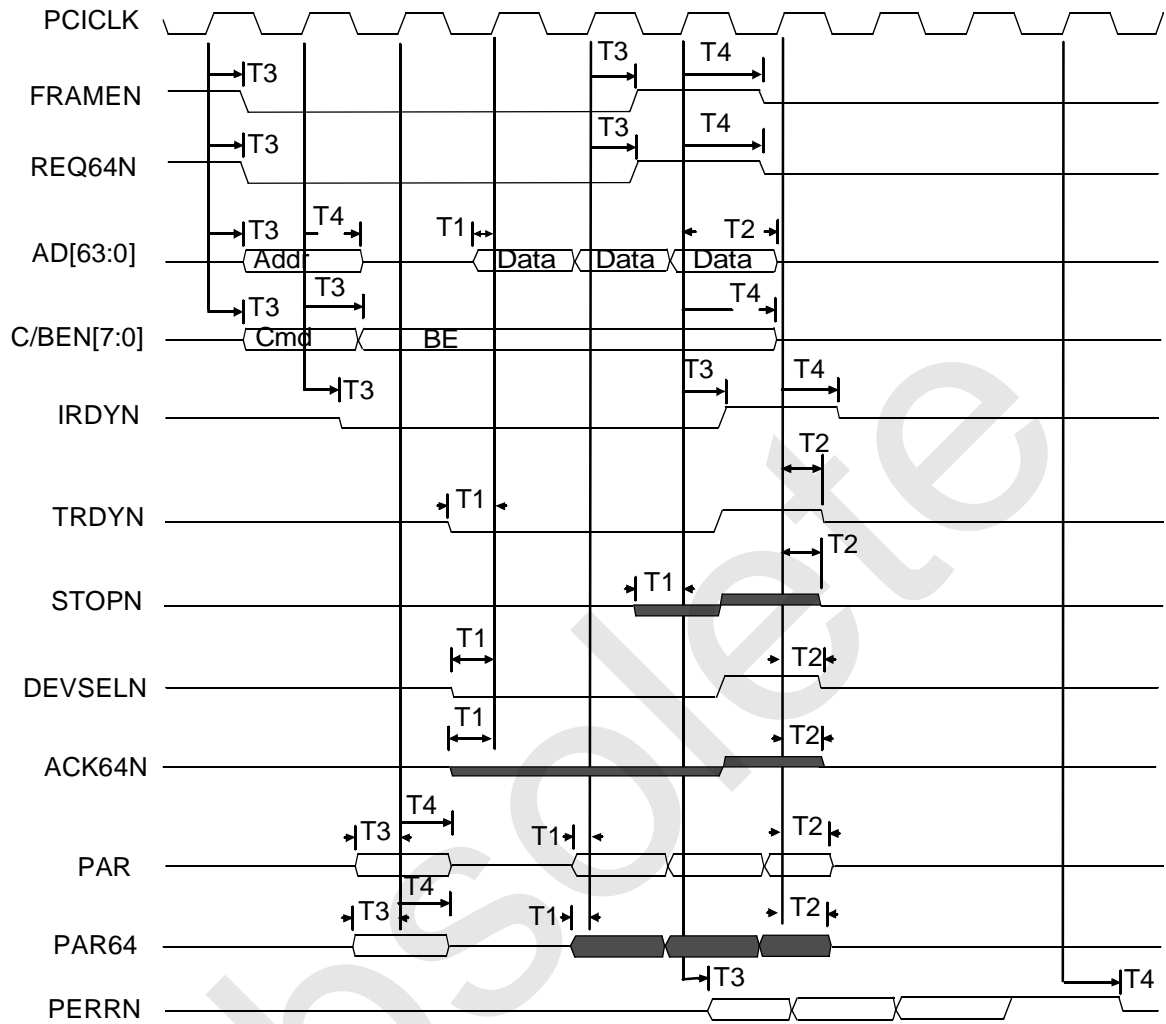 PCICLK
T3 T3 T4
FRAMEN
T3 T3 T4
REQ64N
T3 T4 T1 T2
AD[63:0] Addr Data Data Data
T3 T3 T4
C/BEN[7:0] Cmd BE
T3 T3 T4
IRDYN
T2
T1
TRDYN
T2
T1
STOPN
T1 T2
DEVSELN
T1 T2
ACK64N
T4
T3 T1 T2
PAR
T4
T3 T1 T2
PAR64
T3 T4
PERRN
obsolete